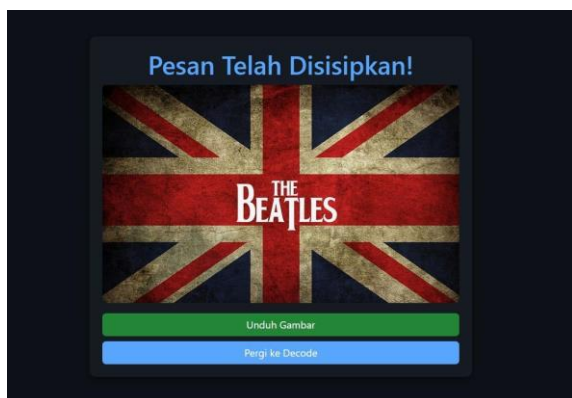 Pesan Telah Disisipkan!
THE
BEATLES
Unduh Gambar
Pergi ke Decode